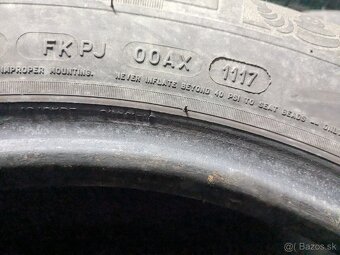 FKPJ 00AX 1117
IMPROPER MOUNTING. NEVER INFLATE BEYOND 40 PSI TO SEAT BEADS
Bazos.sk